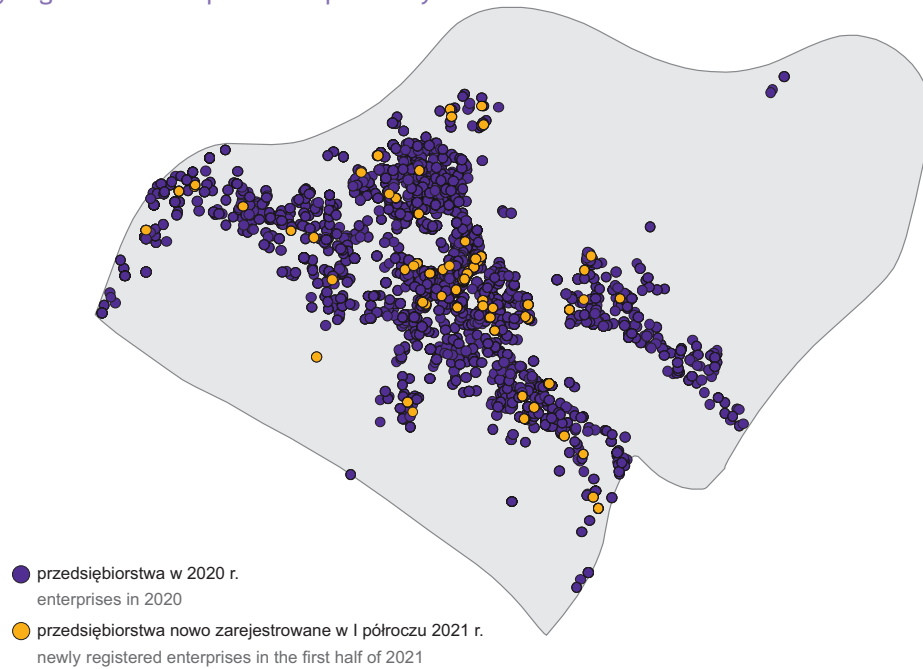 przedsiębiorstwa w 2020 r.
enterprises in 2020
przedsiębiorstwa nowo zarejestrowane w I półroczu 2021 r.
newly registered enterprises in the first half of 2021